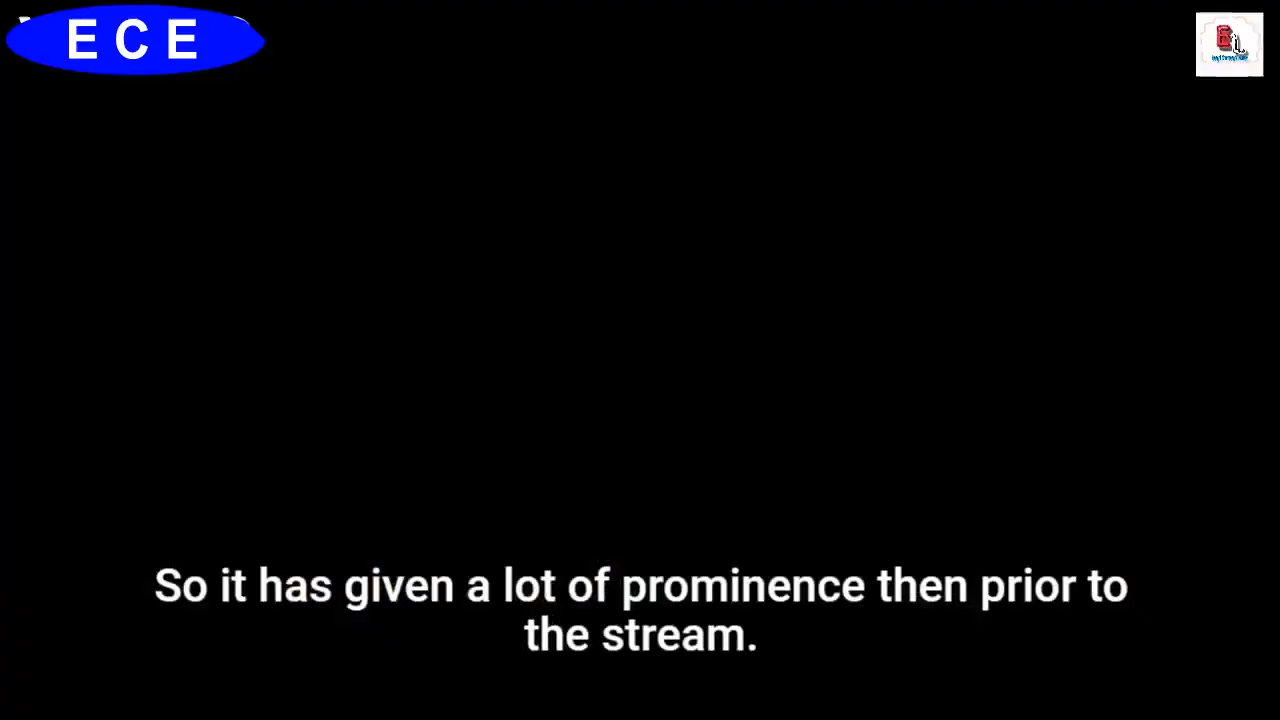 E C E
So it has given a lot of prominence then prior to
the stream.